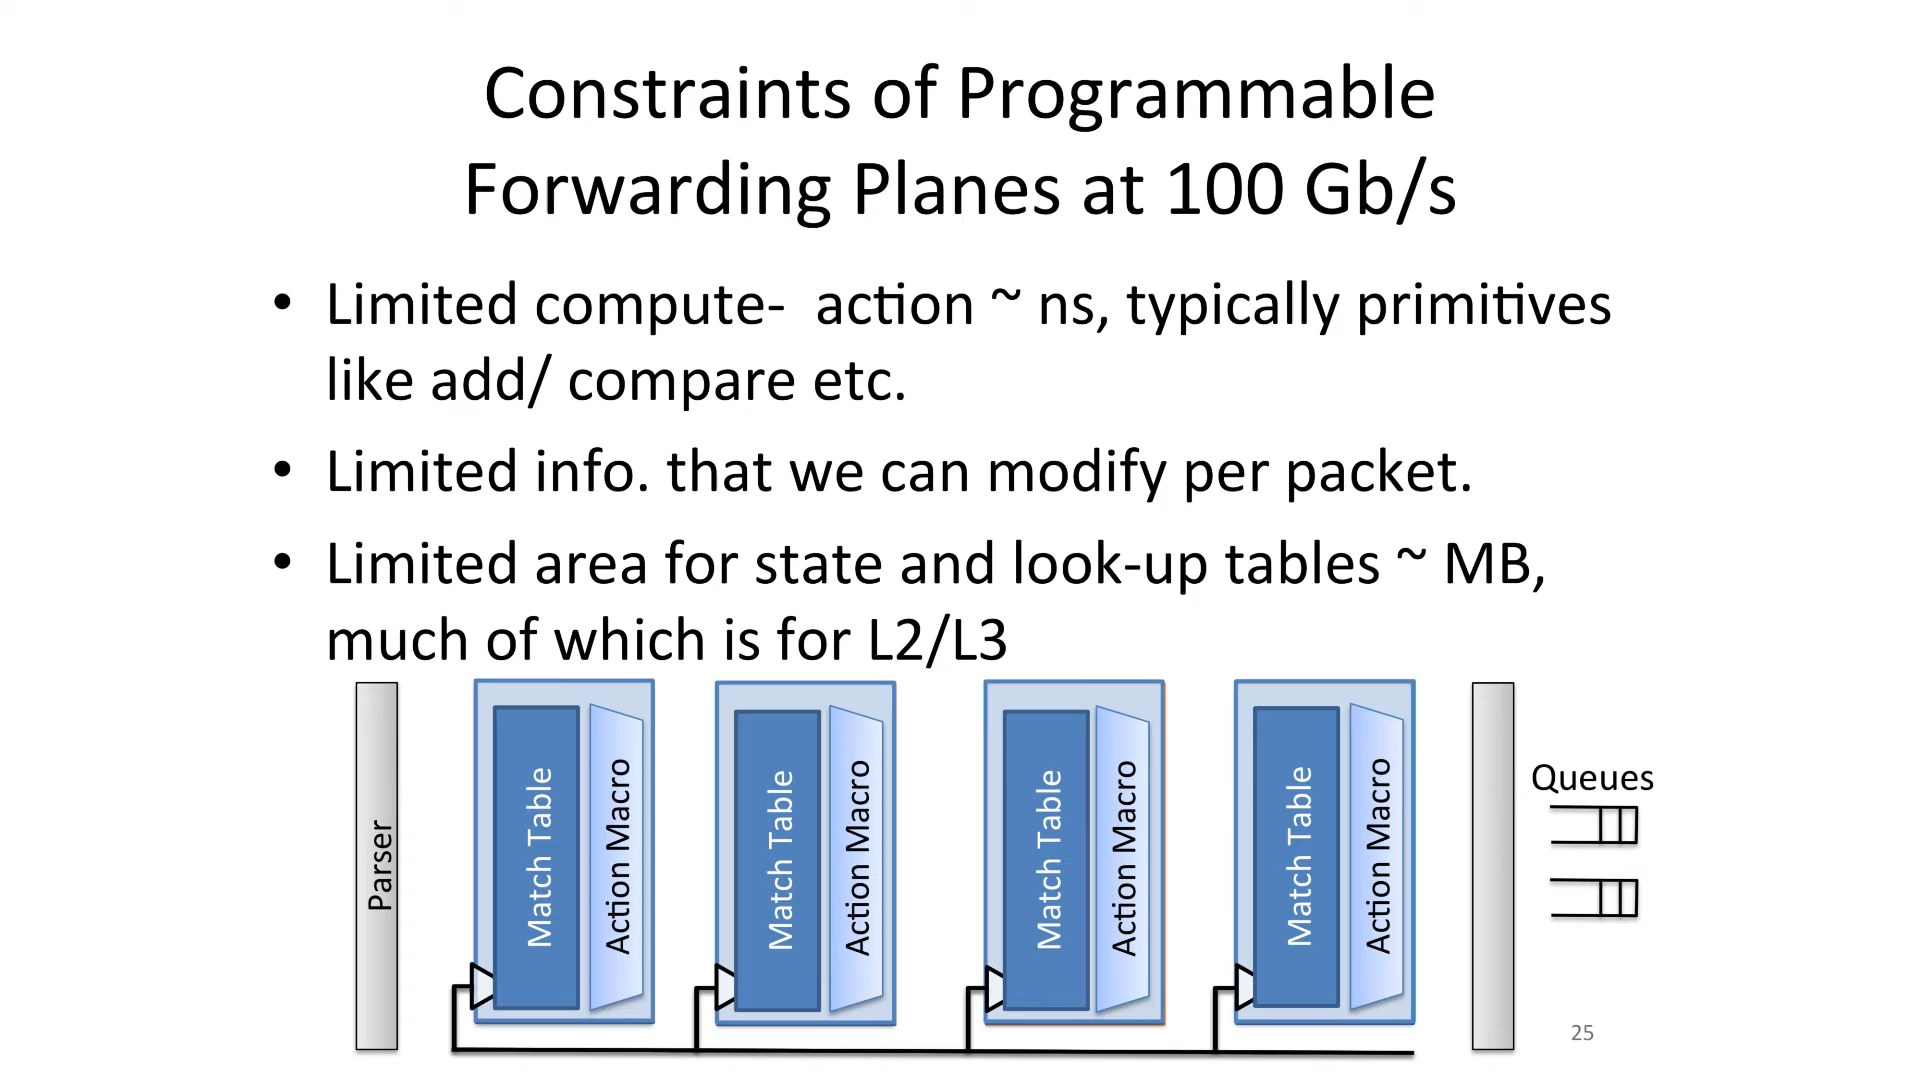 Constraints of Programmable
Forwarding Planes at 100 Gb/s
• Limited compute-  action ~ ns, typically primitives
like add/ compare etc.
• Limited info. that we can modify per packet.
• Limited area for state and look-up tables ~ MB,
much of which is for L2/L3
Parser
Match Table
Action Macro
Match Table
Action Macro
Match Table
Action Macro
Match Table
Action Macro
Queues
25